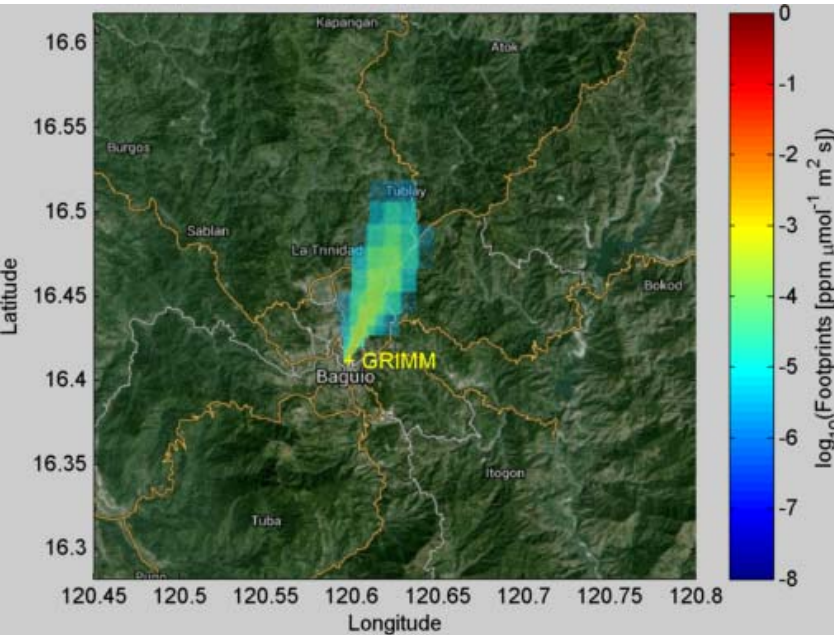 Kapangan
Atok
Burgos
Tublay
Sablan
La Trinidad
Bokod
GRIMM
Baguio
Itogon
Tuba
16.6
16.55
16.5
16.45
16.4
16.35
16.3
Latitude
120.45 120.5 120.55 120.6 120.65 120.7 120.75 120.8
Longitude
0
-1
-2
-3
-4
-5
-6
-7
-8
log10(Footprints [ppm μmol-1 m2 s])